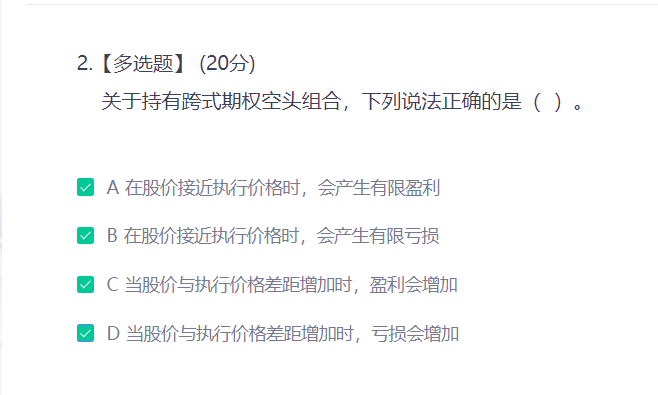 2.【多选题】 (20分)
关于持有跨式期权空头组合，下列说法正确的是（ ）。
A 在股价接近执行价格时，会产生有限盈利
B 在股价接近执行价格时，会产生有限亏损
C 当股价与执行价格差距增加时，盈利会增加
D 当股价与执行价格差距增加时，亏损会增加